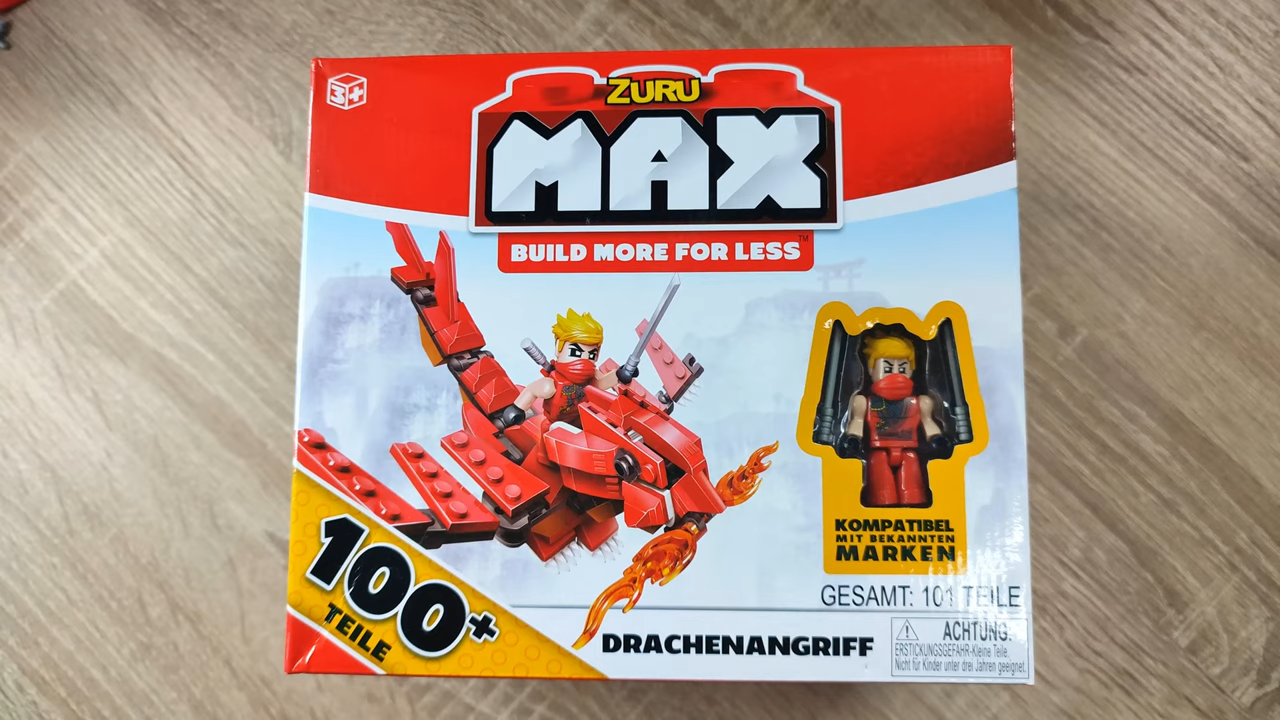 3+
ZURU
MAX
BUILD MORE FOR LESS™
KOMPATIBEL
MIT BEKANNTEN
MARKEN
GESAMT: 101 TEILE
100+
TEILE
DRACHENANGRIFF
ACHTUNG:
ERSTICKUNGSGEFAHR-Kleine Teile.
Nicht für Kinder unter drei Jahren geeignet.